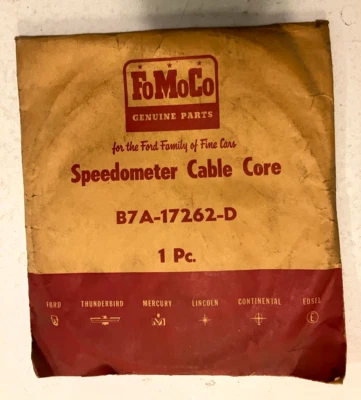 FoMoCo
GENUINE PARTS
for the Ford Family of Fine Cars
Speedometer Cable Core
B7A-17262-D
1 Pc.
FORD THUNDERBIRD MERCURY LINCOLN CONTINENTAL EDSEL